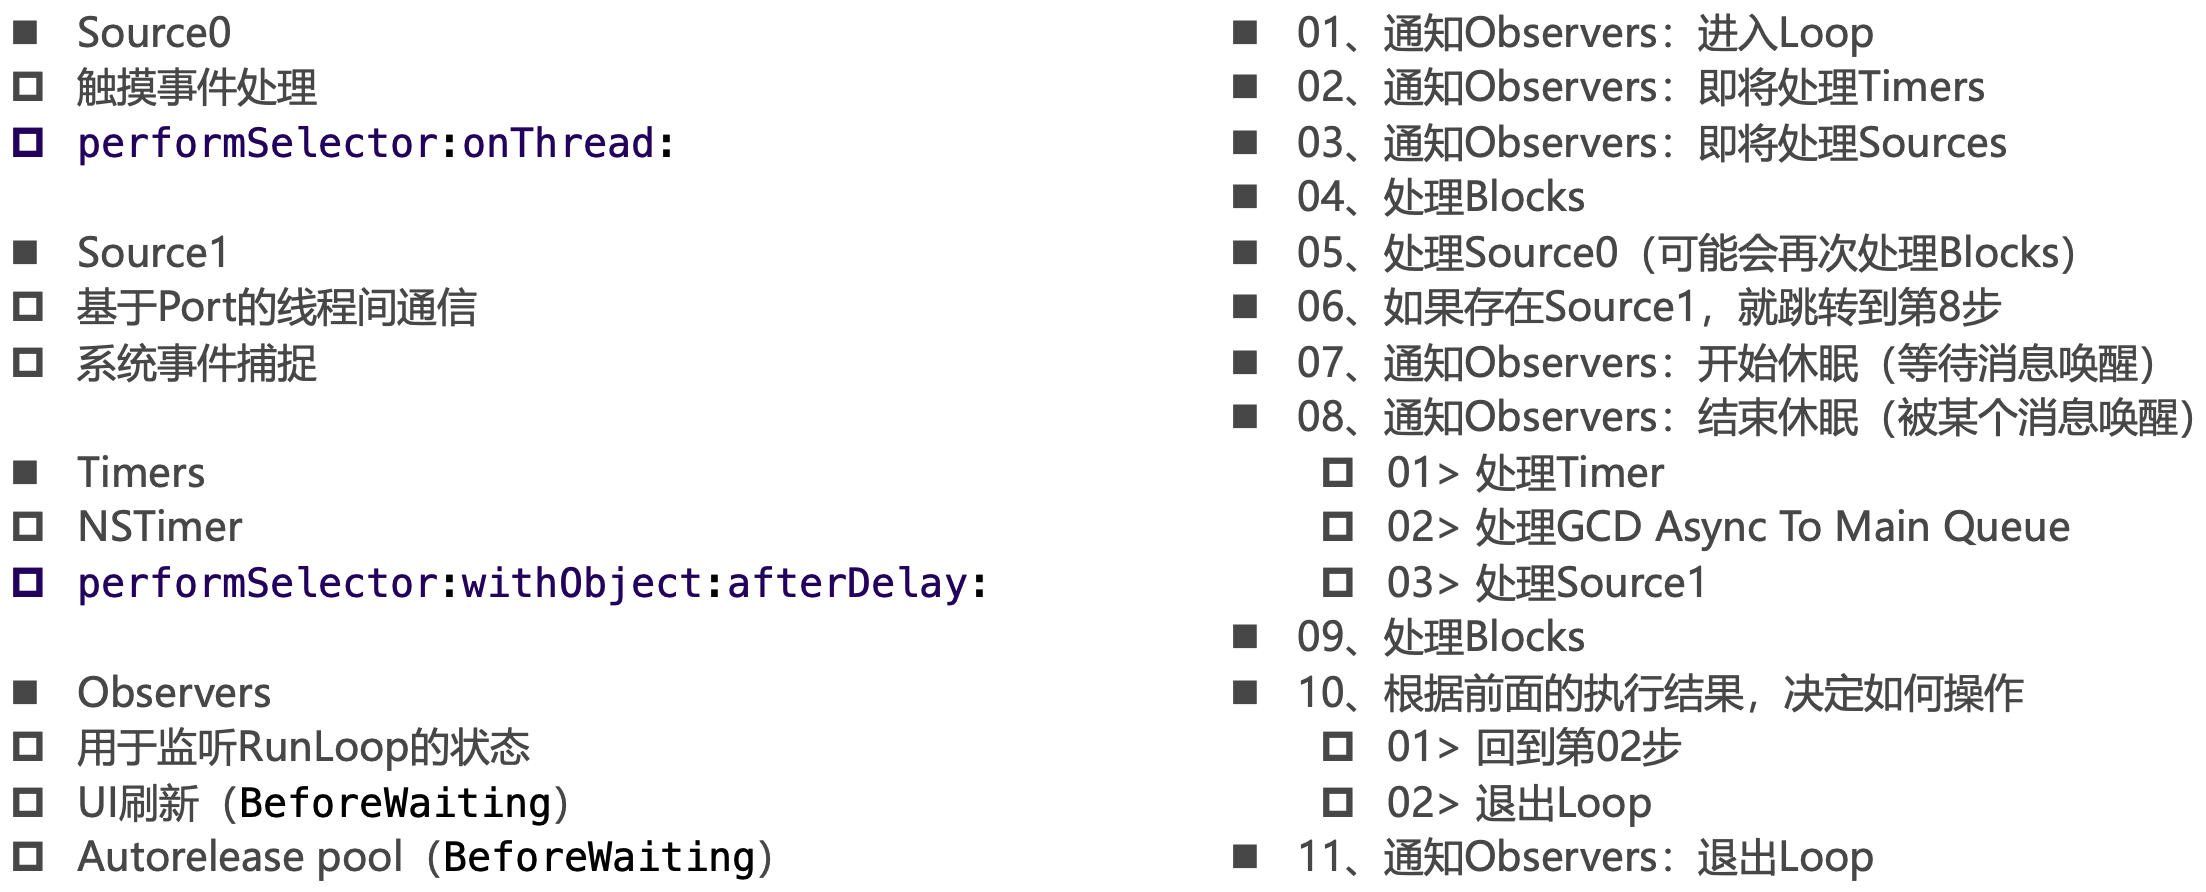 Source0
触摸事件处理
performSelector:onThread:
Source1
基于Port的线程间通信
系统事件捕捉
Timers
NSTimer
performSelector:withObject:afterDelay:
Observers
用于监听RunLoop的状态
UI刷新（BeforeWaiting）
Autorelease pool（BeforeWaiting）
01、通知Observers：进入Loop
02、通知Observers：即将处理Timers
03、通知Observers：即将处理Sources
04、处理Blocks
05、处理Source0（可能会再次处理Blocks）
06、如果存在Source1，就跳转到第8步
07、通知Observers：开始休眠（等待消息唤醒）
08、通知Observers：结束休眠（被某个消息唤醒）
01> 处理Timer
02> 处理GCD Async To Main Queue
03> 处理Source1
09、处理Blocks
10、根据前面的执行结果，决定如何操作
01> 回到第02步
02> 退出Loop
11、通知Observers：退出Loop